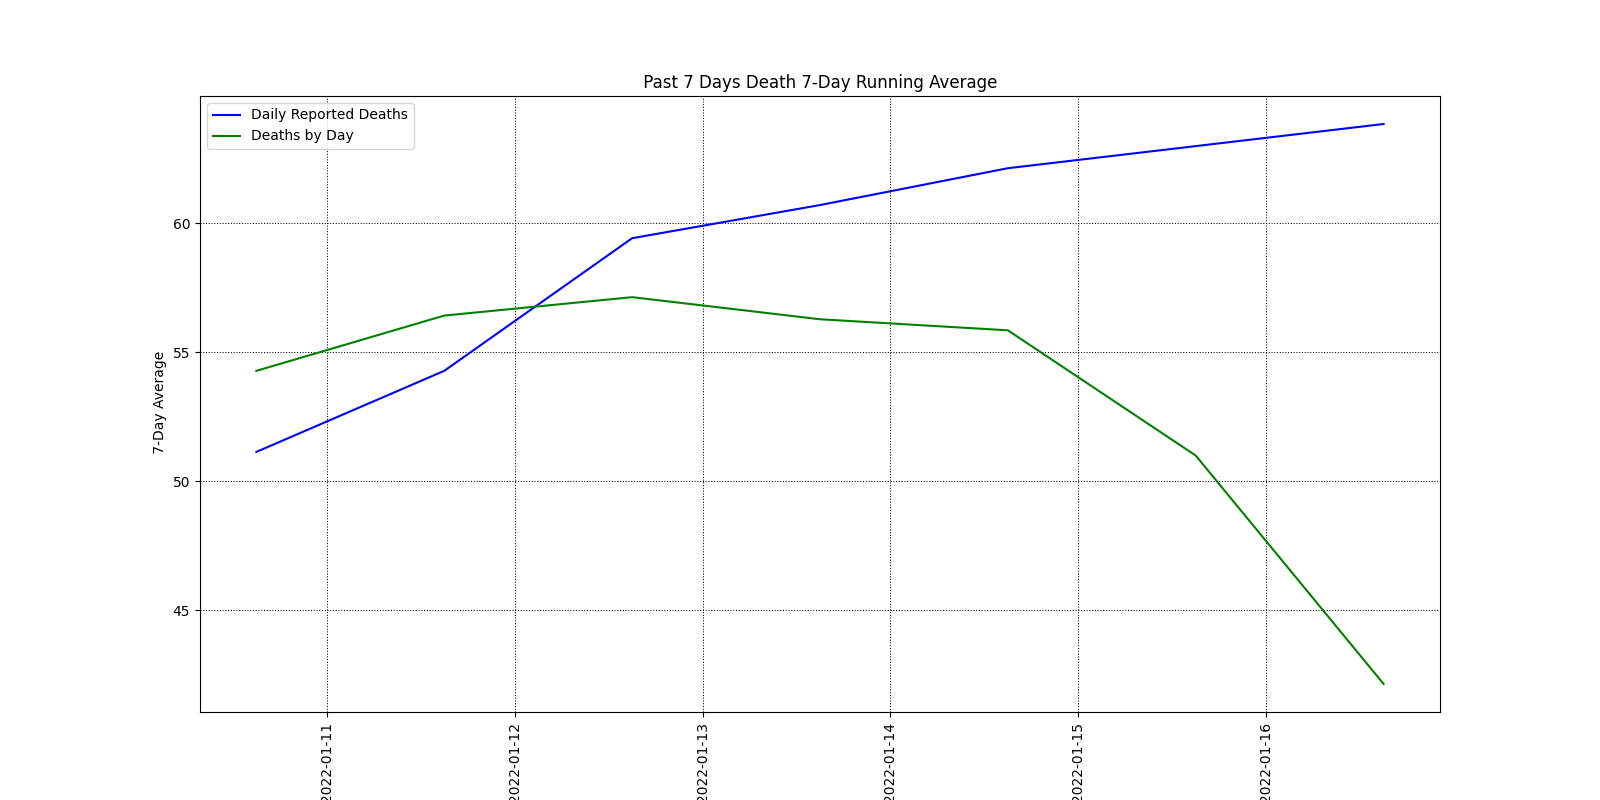 Past 7 Days Death 7-Day Running Average
Daily Reported Deaths
Deaths by Day
7-Day Average
60
55
50
45
2022-01-11
2022-01-12
2022-01-13
2022-01-14
2022-01-15
2022-01-16